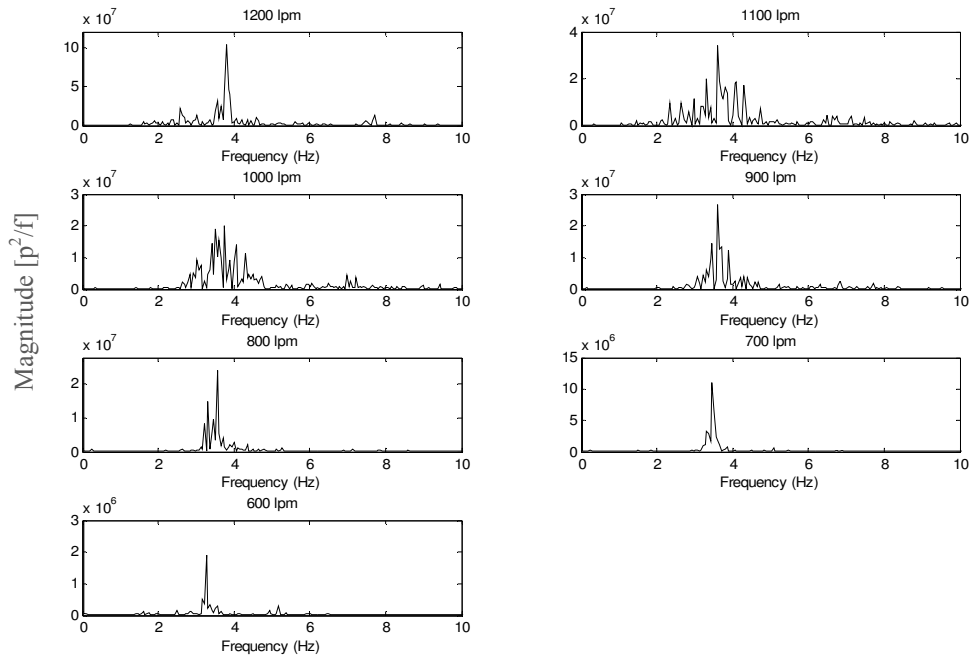 1200 lpm
x 10^7
10
5
0
0 2 4 6 8 10
Frequency (Hz)
1100 lpm
x 10^7
4
2
0
0 2 4 6 8 10
Frequency (Hz)
1000 lpm
x 10^7
3
2
1
0
0 2 4 6 8 10
Frequency (Hz)
900 lpm
x 10^7
3
2
1
0
0 2 4 6 8 10
Frequency (Hz)
Magnitude [p^2/f]
800 lpm
x 10^7
2
1
0
0 2 4 6 8 10
Frequency (Hz)
700 lpm
x 10^6
15
10
5
0
0 2 4 6 8 10
Frequency (Hz)
600 lpm
x 10^6
3
2
1
0
0 2 4 6 8 10
Frequency (Hz)